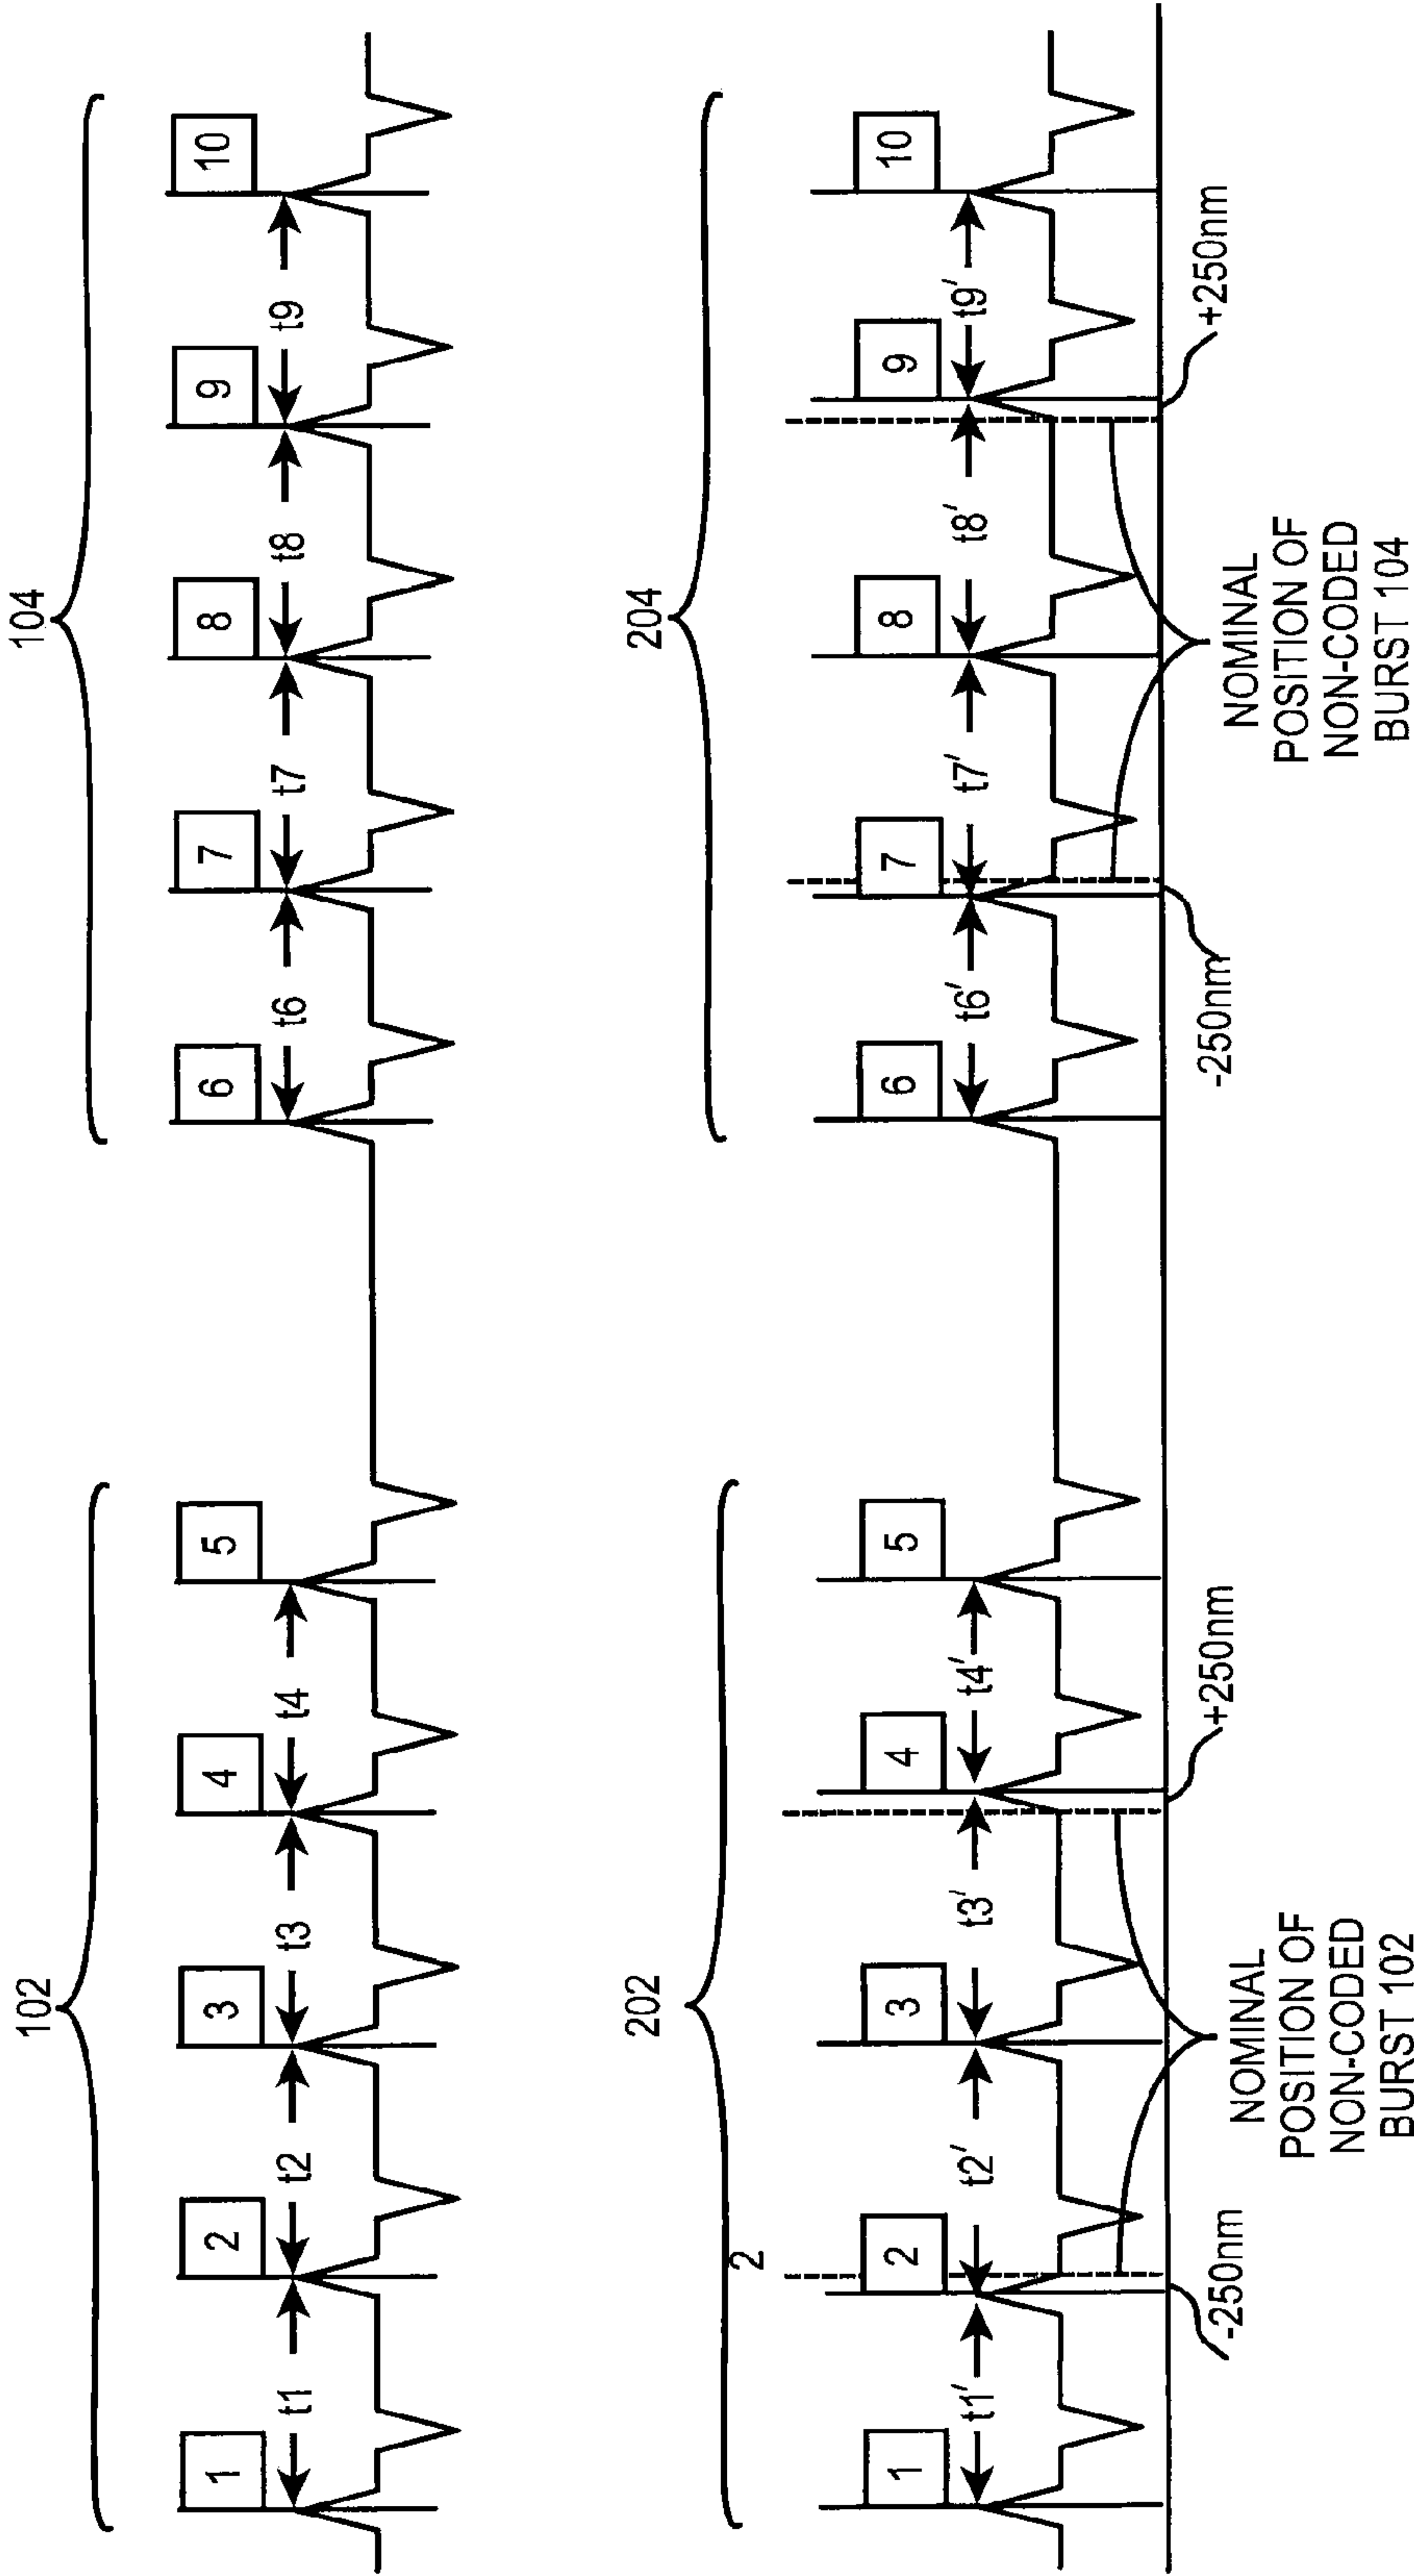 102
104
1
2
3
4
5
6
7
8
9
10
t1
t2
t3
t4
t6
t7
t8
t9
202
204
2
1
2
3
4
5
6
7
8
9
10
t1′
t2′
t3′
t4′
t6′
t7′
t8′
t9′
-250nm
+250nm
-250nm
+250nm
NOMINAL
POSITION OF
NON-CODED
BURST 102
NOMINAL
POSITION OF
NON-CODED
BURST 104